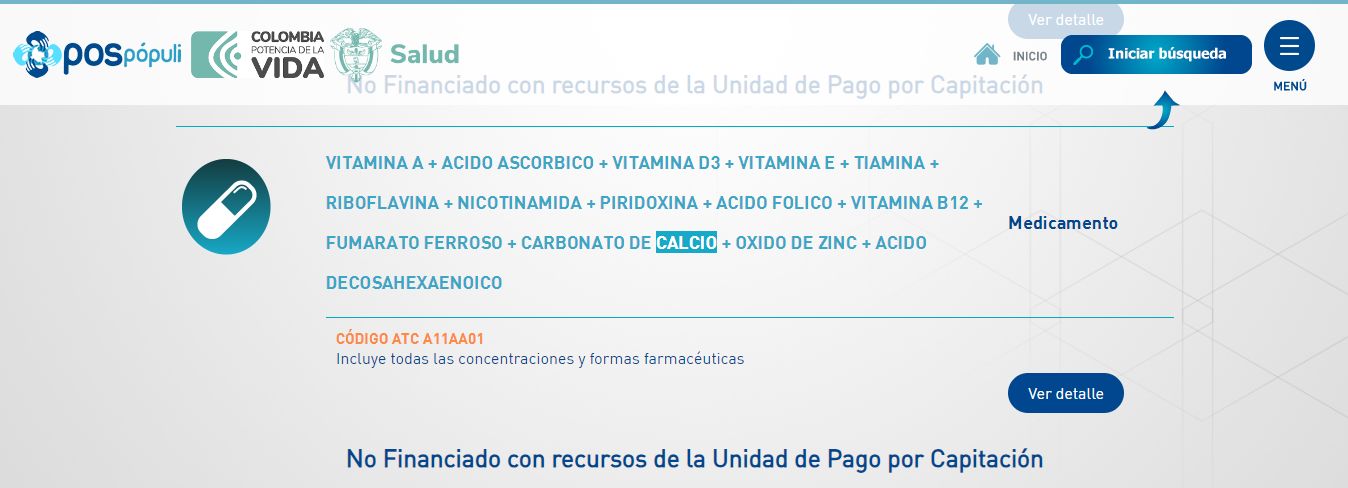 Ver detalle
pospópuli
COLOMBIA
POTENCIA DE LA
VIDA
Salud
INICIO
Iniciar búsqueda
MENÚ
No Financiado con recursos de la Unidad de Pago por Capitación
VITAMINA A + ACIDO ASCORBICO + VITAMINA D3 + VITAMINA E + TIAMINA +
RIBOFLAVINA + NICOTINAMIDA + PIRIDOXINA + ACIDO FOLICO + VITAMINA B12 +
FUMARATO FERROSO + CARBONATO DE CALCIO + OXIDO DE ZINC + ACIDO
DECOSAHEXAENOICO
Medicamento
CÓDIGO ATC A11AA01
Incluye todas las concentraciones y formas farmacéuticas
Ver detalle
No Financiado con recursos de la Unidad de Pago por Capitación